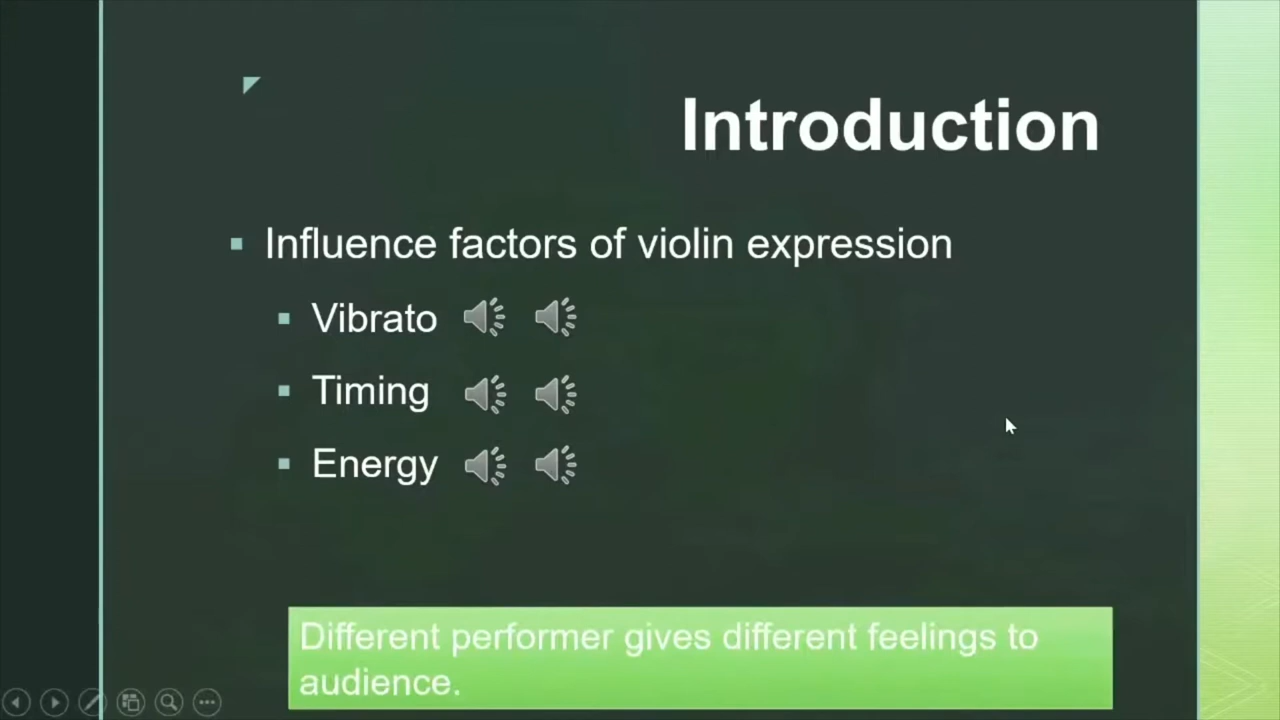 Introduction
Influence factors of violin expression
Vibrato
Timing
Energy
Different performer gives different feelings to
audience.